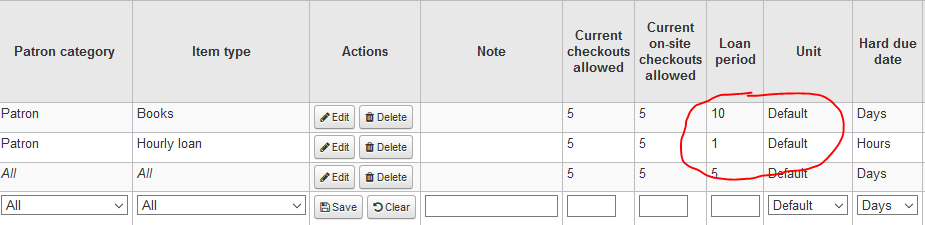 Patron category Item type Actions Note Current checkouts allowed Current on-site checkouts allowed Loan period Unit Hard due date
Patron Books Edit Delete 5 5 10 Default Days
Patron Hourly loan Edit Delete 5 5 1 Default Hours
All All Edit Delete 5 5 5 Default Days
All All Save Clear Default Days